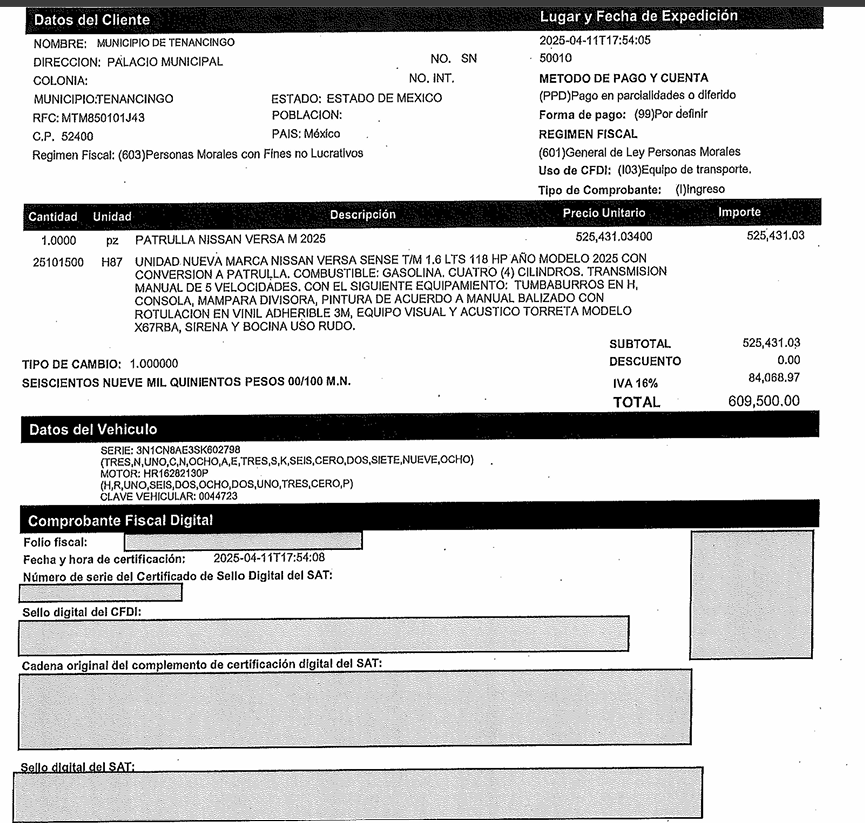 Datos del Cliente
Lugar y Fecha de Expedición
NOMBRE: MUNICIPIO DE TENANCINGO
2025-04-11T17:54:05
DIRECCION: PALACIO MUNICIPAL
NO. SN
50010
COLONIA:
NO. INT.
METODO DE PAGO Y CUENTA
MUNICIPIO:TENANCINGO
ESTADO: ESTADO DE MEXICO
(PPD)Pago en parcialidades o diferido
RFC: MTM850101J43
POBLACION:
Forma de pago: (99)Por definir
C.P. 52400
PAIS: México
REGIMEN FISCAL
Regimen Fiscal: (603)Personas Morales con Fines no Lucrativos
(601)General de Ley Personas Morales
Uso de CFDI: (I03)Equipo de transporte.
Tipo de Comprobante: (I)Ingreso
Cantidad Unidad Descripción Precio Unitario Importe
1.0000 pz PATRULLA NISSAN VERSA M 2025 525,431.03400 525,431.03
25101500 H87 UNIDAD NUEVA MARCA NISSAN VERSA SENSE T/M 1.6 LTS 118 HP AÑO MODELO 2025 CON
CONVERSION A PATRULLA. COMBUSTIBLE: GASOLINA. CUATRO (4) CILINDROS. TRANSMISION
MANUAL DE 5 VELOCIDADES. CON EL SIGUIENTE EQUIPAMIENTO: TUMBABURROS EN H,
CONSOLA, MAMPARA DIVISORA, PINTURA DE ACUERDO A MANUAL BALIZADO CON
ROTULACION EN VINIL ADHERIBLE 3M, EQUIPO VISUAL Y ACUSTICO TORRETA MODELO
X67RBA, SIRENA Y BOCINA USO RUDO.
SUBTOTAL 525,431.03
TIPO DE CAMBIO: 1.000000
DESCUENTO 0.00
SEISCIENTOS NUEVE MIL QUINIENTOS PESOS 00/100 M.N.
IVA 16% 84,068.97
TOTAL 609,500.00
Datos del Vehiculo
SERIE: 3N1CN8AE3SK602798
(TRES,N,UNO,C,N,OCHO,A,E,TRES,S,K,SEIS,CERO,DOS,SIETE,NUEVE,OCHO)
MOTOR: HR16282130P
(H,R,UNO,SEIS,DOS,OCHO,DOS,UNO,TRES,CERO,P)
CLAVE VEHICULAR: 0044723
Comprobante Fiscal Digital
Folio fiscal:
Fecha y hora de certificación: 2025-04-11T17:54:08
Número de serie del Certificado de Sello Digital del SAT:
Sello digital del CFDI:
Cadena original del complemento de certificación digital del SAT:
Sello digital del SAT: